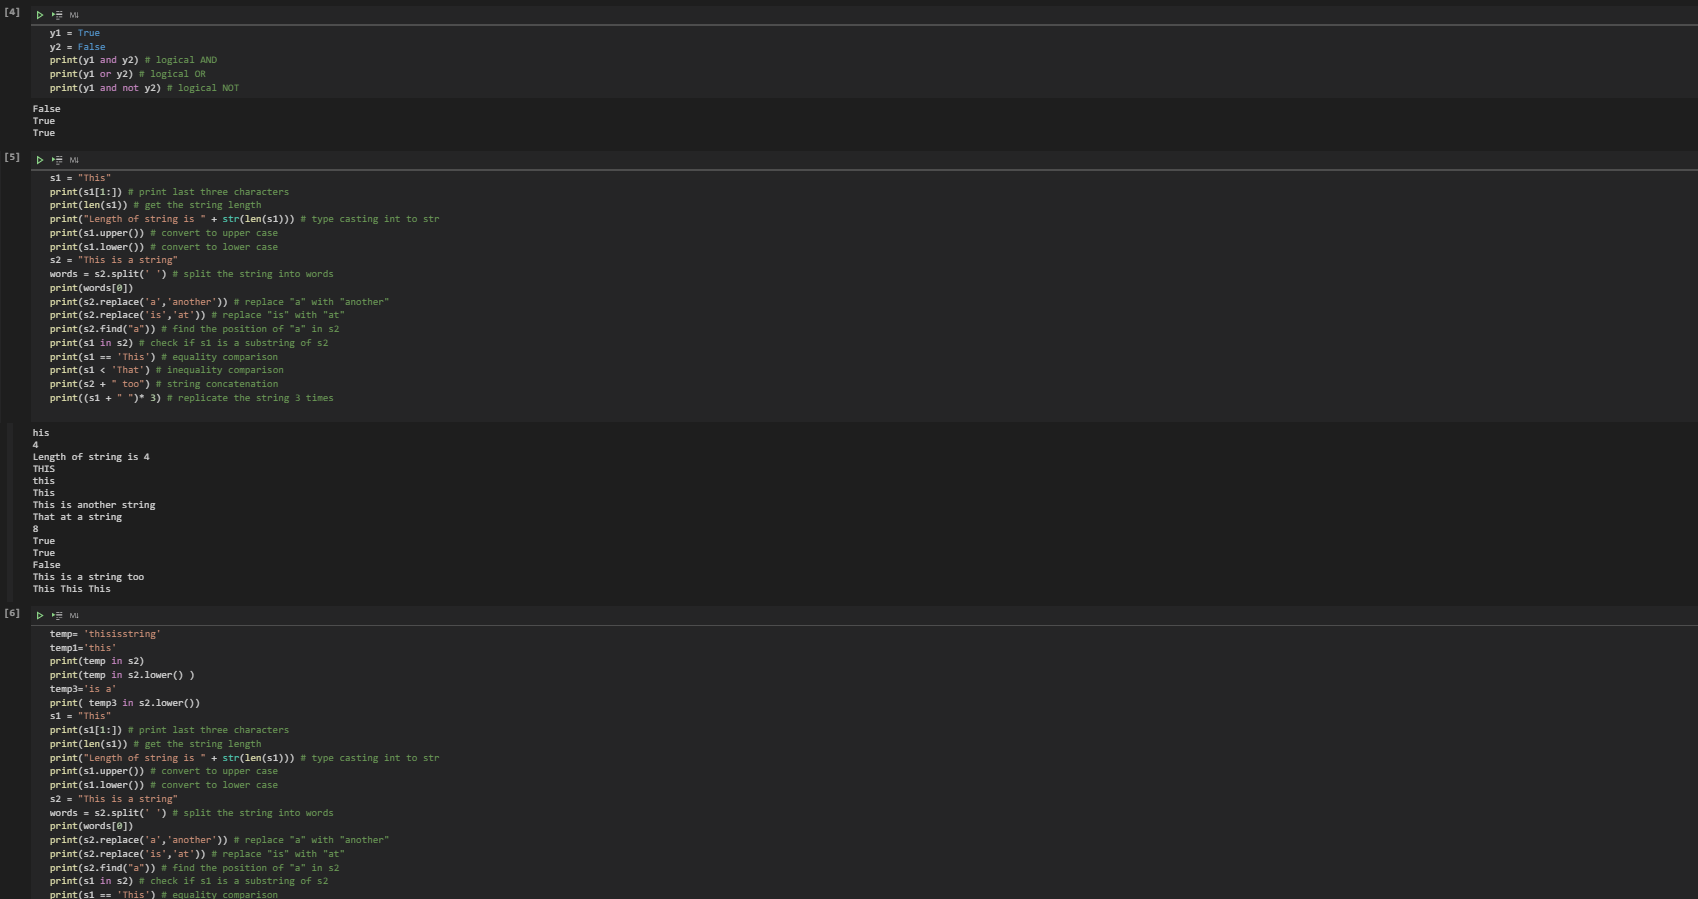 [4]
M↓
y1 = True
y2 = False
print(y1 and y2) # logical AND
print(y1 or y2) # logical OR
print(y1 and not y2) # logical NOT
False
True
True
[5]
M↓
s1 = "This"
print(s1[1:]) # print last three characters
print(len(s1)) # get the string length
print("Length of string is " + str(len(s1))) # type casting int to str
print(s1.upper()) # convert to upper case
print(s1.lower()) # convert to lower case
s2 = "This is a string"
words = s2.split(' ') # split the string into words
print(words[0])
print(s2.replace('a','another')) # replace "a" with "another"
print(s2.replace('is','at')) # replace "is" with "at"
print(s2.find("a")) # find the position of "a" in s2
print(s1 in s2) # check if s1 is a substring of s2
print(s1 == 'This') # equality comparison
print(s1 < 'That') # inequality comparison
print(s2 + " too") # string concatenation
print((s1 + " ")* 3) # replicate the string 3 times
his
4
Length of string is 4
THIS
this
This
This is another string
That at a string
8
True
True
False
This is a string too
This This This
[6]
M↓
temp= 'thisisstring'
temp1='this'
print(temp in s2)
print(temp in s2.lower() )
temp3='is a'
print( temp3 in s2.lower())
s1 = "This"
print(s1[1:]) # print last three characters
print(len(s1)) # get the string length
print("Length of string is " + str(len(s1))) # type casting int to str
print(s1.upper()) # convert to upper case
print(s1.lower()) # convert to lower case
s2 = "This is a string"
words = s2.split(' ') # split the string into words
print(words[0])
print(s2.replace('a','another')) # replace "a" with "another"
print(s2.replace('is','at')) # replace "is" with "at"
print(s2.find("a")) # find the position of "a" in s2
print(s1 in s2) # check if s1 is a substring of s2
print(s1 == 'This') # equality comparison